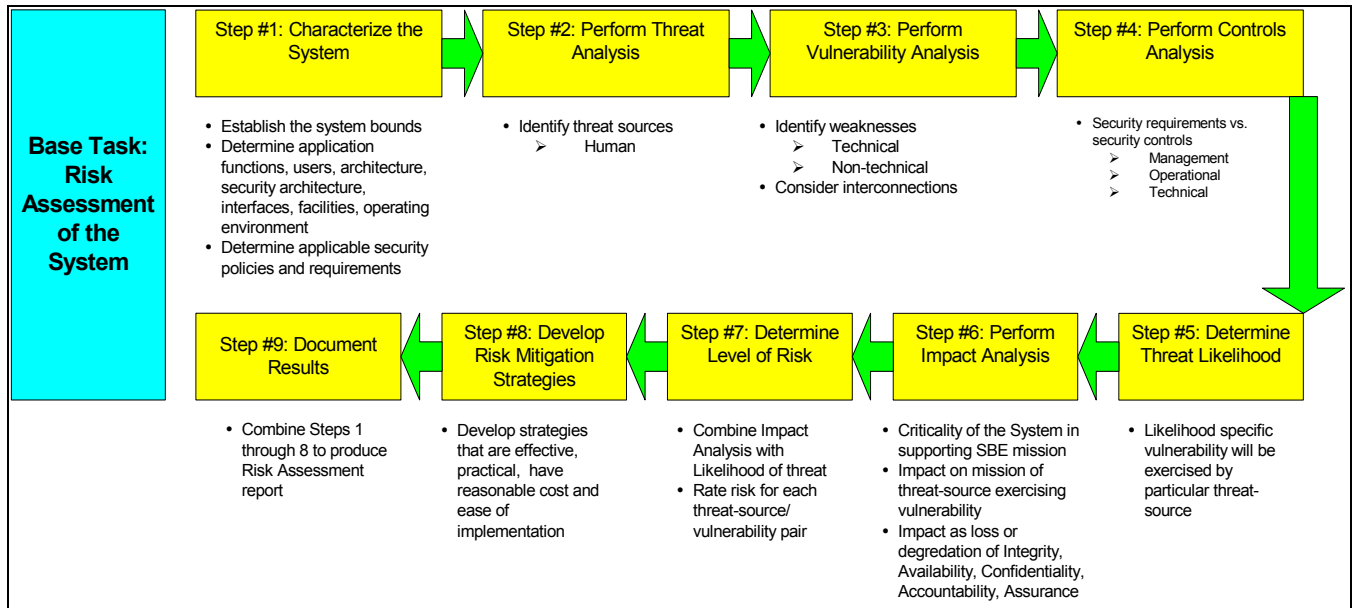 Base Task:
Risk
Assessment
of the
System
Step #1: Characterize the
System
• Establish the system bounds
• Determine application
functions, users, architecture,
security architecture,
interfaces, facilities, operating
environment
• Determine applicable security
policies and requirements
Step #2: Perform Threat
Analysis
• Identify threat sources
➢ Human
Step #3: Perform
Vulnerability Analysis
• Identify weaknesses
➢ Technical
➢ Non-technical
• Consider interconnections
Step #4: Perform Controls
Analysis
• Security requirements vs.
security controls
➢ Management
➢ Operational
➢ Technical
Step #5: Determine
Threat Likelihood
• Likelihood specific
vulnerability will be
exercised by
particular threat-
source
Step #6: Perform
Impact Analysis
• Criticality of the System in
supporting SBE mission
• Impact on mission of
threat-source exercising
vulnerability
• Impact as loss or
degredation of Integrity,
Availability, Confidentiality,
Accountability, Assurance
Step #7: Determine
Level of Risk
• Combine Impact
Analysis with
Likelihood of threat
• Rate risk for each
threat-source/
vulnerability pair
Step #8: Develop
Risk Mitigation
Strategies
• Develop strategies
that are effective,
practical, have
reasonable cost and
ease of
implementation
Step #9: Document
Results
• Combine Steps 1
through 8 to produce
Risk Assessment
report